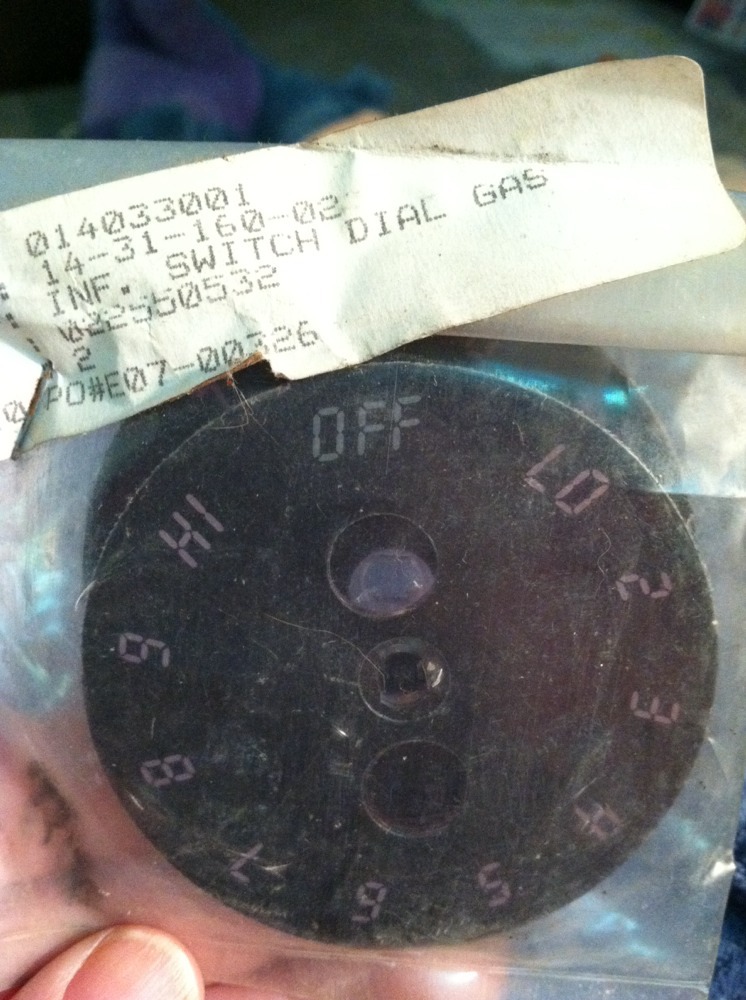 014033001
14-31-160-02
: INF. SWITCH DIAL GAS
: 022550532
: 2
PO#E07-00326
OFF
LO
2
3
4
5
6
7
8
9
HI